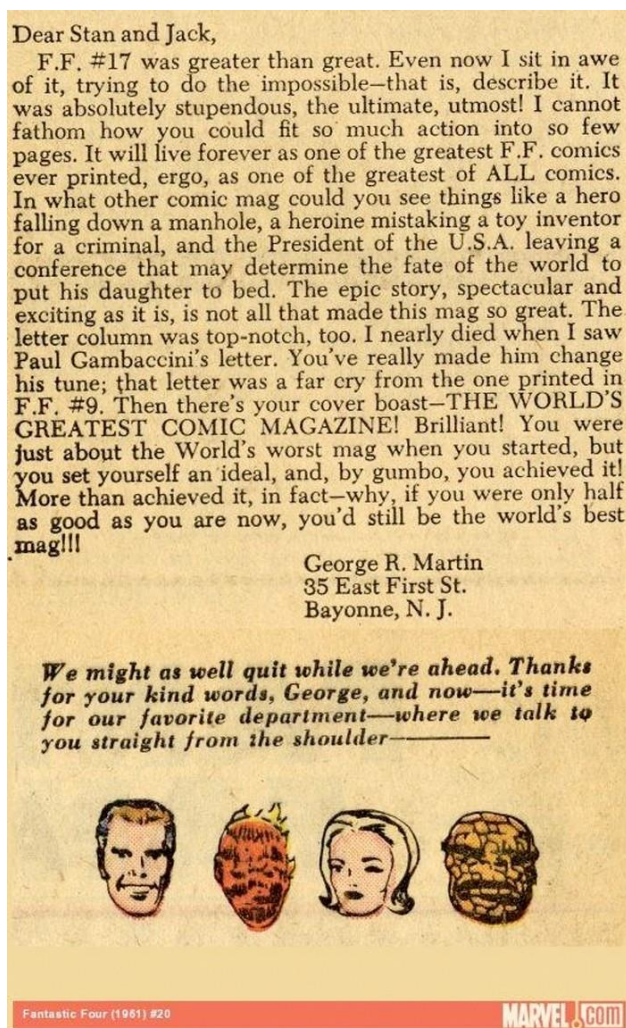 Dear Stan and Jack,
F.F. #17 was greater than great. Even now I sit in awe
of it, trying to do the impossible—that is, describe it. It
was absolutely stupendous, the ultimate, utmost! I cannot
fathom how you could fit so much action into so few
pages. It will live forever as one of the greatest F.F. comics
ever printed, ergo, as one of the greatest of ALL comics.
In what other comic mag could you see things like a hero
falling down a manhole, a heroine mistaking a toy inventor
for a criminal, and the President of the U.S.A. leaving a
conference that may determine the fate of the world to
put his daughter to bed. The epic story, spectacular and
exciting as it is, is not all that made this mag so great. The
letter column was top-notch, too. I nearly died when I saw
Paul Gambaccini's letter. You've really made him change
his tune; that letter was a far cry from the one printed in
F.F. #9. Then there's your cover boast—THE WORLD'S
GREATEST COMIC MAGAZINE! Brilliant! You were
just about the World's worst mag when you started, but
you set yourself an ideal, and, by gumbo, you achieved it!
More than achieved it, in fact—why, if you were only half
as good as you are now, you'd still be the world's best
mag!!!
George R. Martin
35 East First St.
Bayonne, N. J.
We might as well quit while we're ahead. Thanks
for your kind words, George, and now—it's time
for our favorite department—where we talk to
you straight from the shoulder—
Fantastic Four (1961) #20
MARVEL.COM